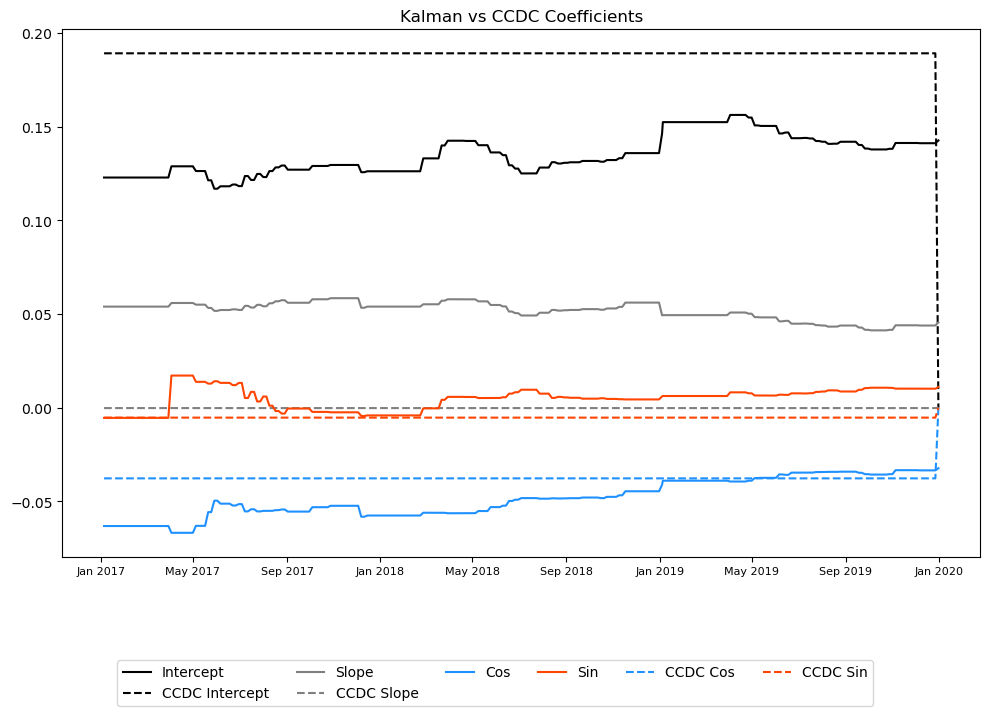 Kalman vs CCDC Coefficients
0.20
0.15
0.10
0.05
0.00
−0.05
Jan 2017 May 2017 Sep 2017 Jan 2018 May 2018 Sep 2018 Jan 2019 May 2019 Sep 2019 Jan 2020
Intercept Slope Cos Sin CCDC Cos CCDC Sin
CCDC Intercept CCDC Slope